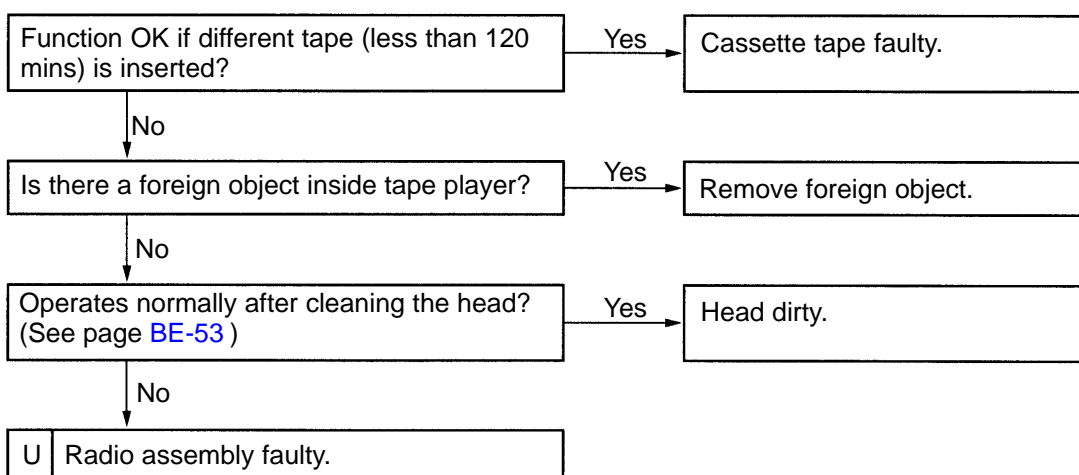 Function OK if different tape (less than 120
mins) is inserted?
Yes
Cassette tape faulty.
No
Is there a foreign object inside tape player?
Yes
Remove foreign object.
No
Operates normally after cleaning the head?
(See page BE-53 )
Yes
Head dirty.
No
U Radio assembly faulty.